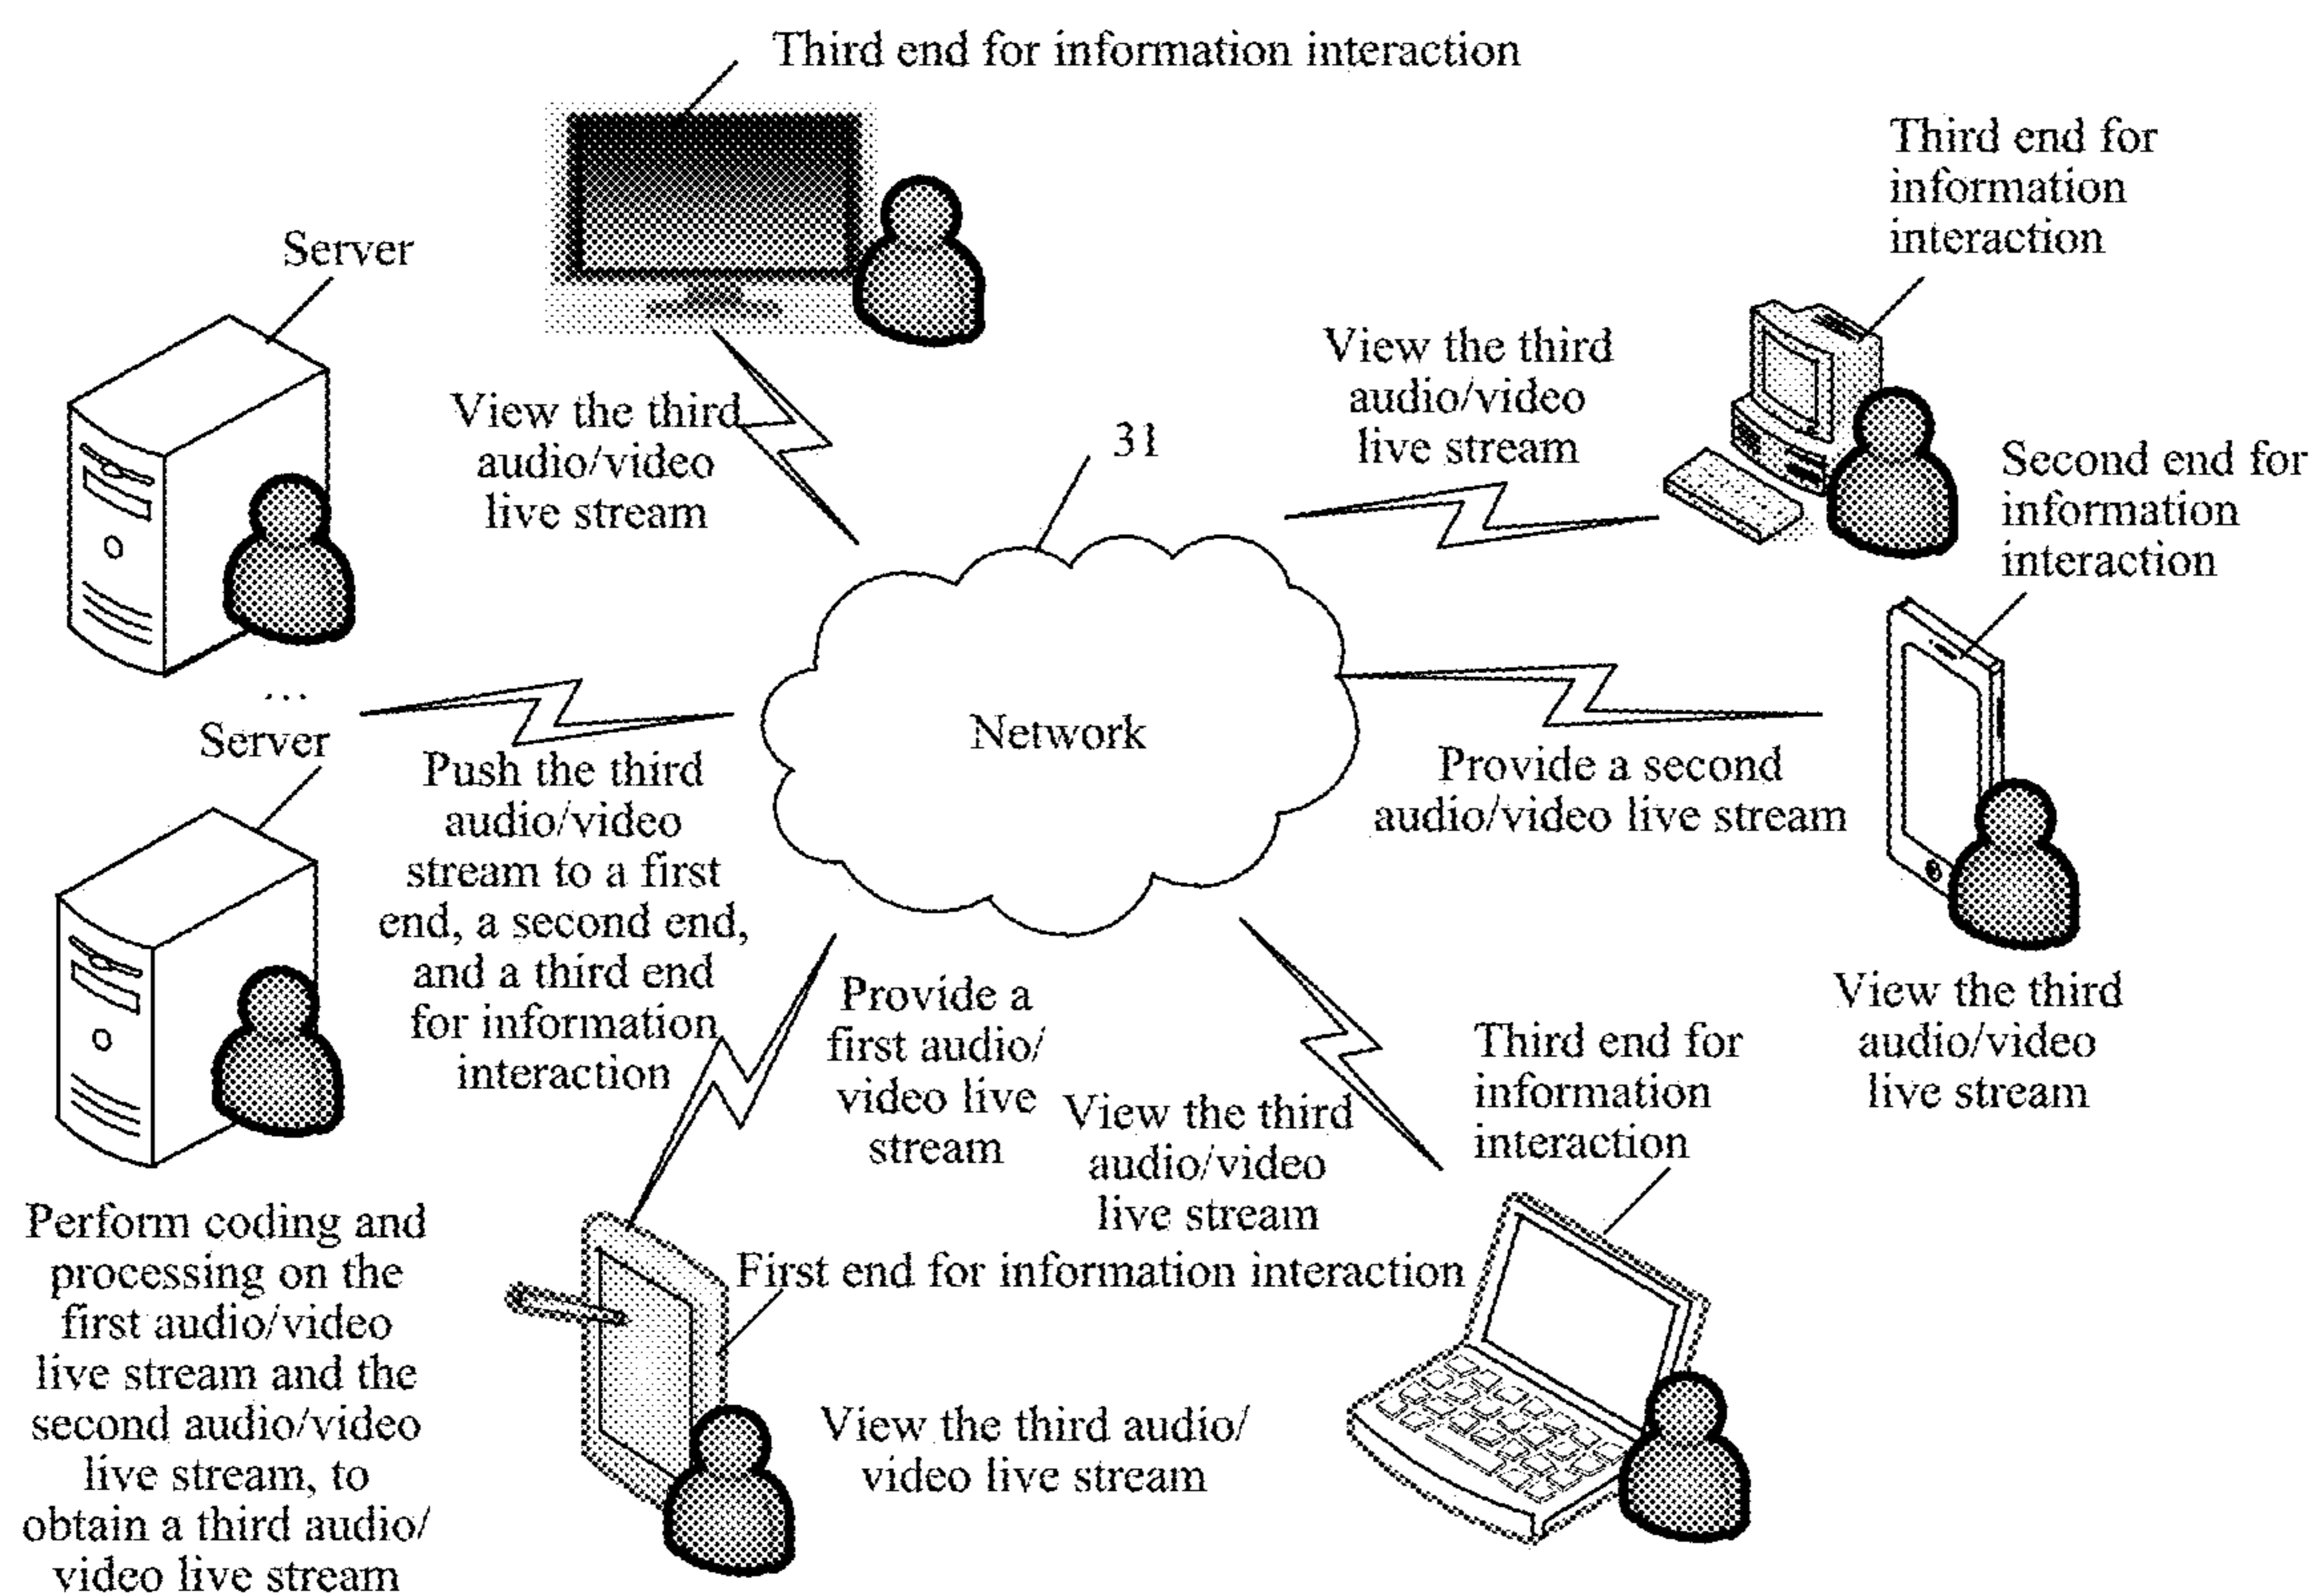 Third end for information interaction
Third end for
information
interaction
Server
View the third
audio/video
live stream
View the third
audio/video
live stream
31
Second end for
information
interaction
...
Server
Network
Push the third
audio/video
stream to a first
end, a second end,
and a third end
for information
interaction
Provide a second
audio/video live stream
View the third
audio/video
live stream
Provide a
first audio/
video live
stream
Third end for
information
interaction
View the third
audio/video
live stream
Perform coding and
processing on the
first audio/video
live stream and the
second audio/video
live stream, to
obtain a third audio/
video live stream
First end for information interaction
View the third audio/
video live stream